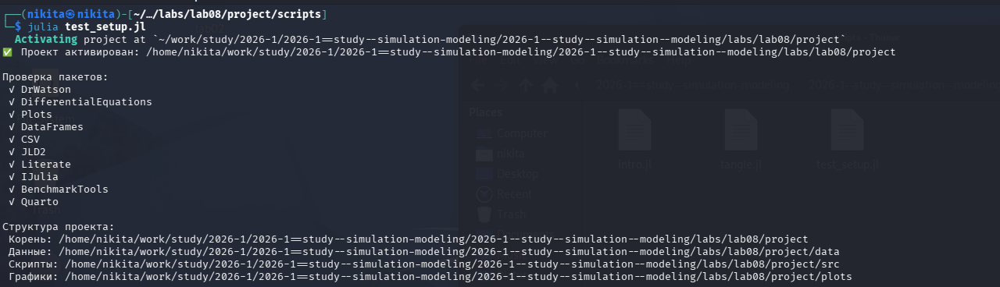 ┌──(nikita㉿nikita)-[~/…/labs/lab08/project/scripts]
└─$ julia test_setup.jl
Activating project at `~/work/study/2026-1/2026-1==study--simulation-modeling/2026-1--study--simulation--modeling/labs/lab08/project`
✅ Проект активирован: /home/nikita/work/study/2026-1/2026-1==study--simulation-modeling/2026-1--study--simulation--modeling/labs/lab08/project
Проверка пакетов:
√ DrWatson
√ DifferentialEquations
√ Plots
√ DataFrames
√ CSV
√ JLD2
√ Literate
√ IJulia
√ BenchmarkTools
√ Quarto
Структура проекта:
Корень: /home/nikita/work/study/2026-1/2026-1==study--simulation-modeling/2026-1--study--simulation--modeling/labs/lab08/project
Данные: /home/nikita/work/study/2026-1/2026-1==study--simulation-modeling/2026-1--study--simulation--modeling/labs/lab08/project/data
Скрипты: /home/nikita/work/study/2026-1/2026-1==study--simulation-modeling/2026-1--study--simulation--modeling/labs/lab08/project/src
Графики: /home/nikita/work/study/2026-1/2026-1==study--simulation-modeling/2026-1--study--simulation--modeling/labs/lab08/project/plots
Places
Computer
nikita
Desktop
Recent
Trash
intro.jl
tangle.jl
test_setup.jl
Trash